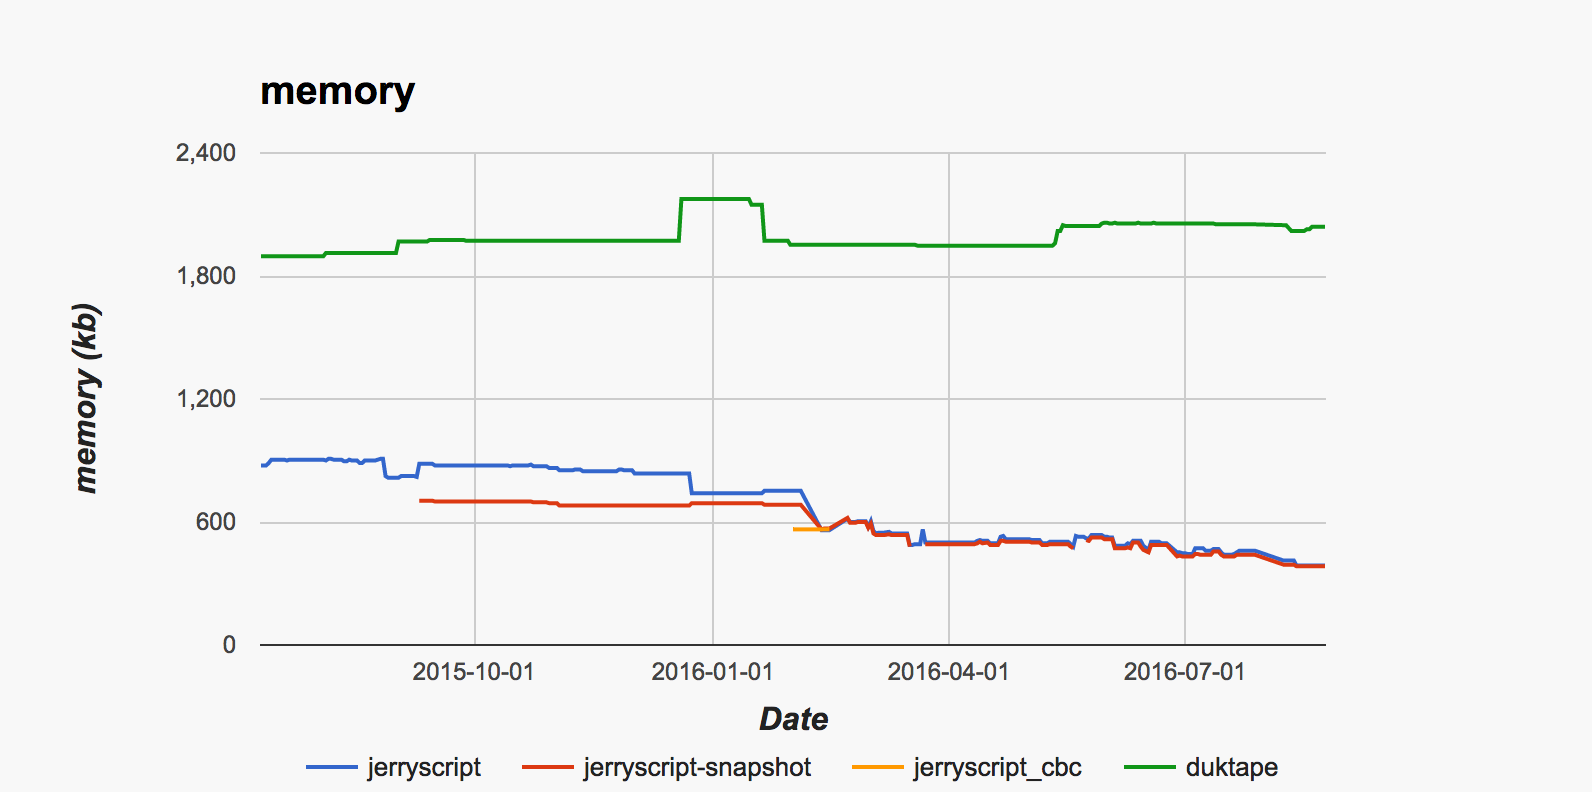 memory
2,400
1,800
1,200
600
0
memory (kb)
2015-10-01 2016-01-01 2016-04-01 2016-07-01
Date
jerryscript jerryscript-snapshot jerryscript_cbc duktape